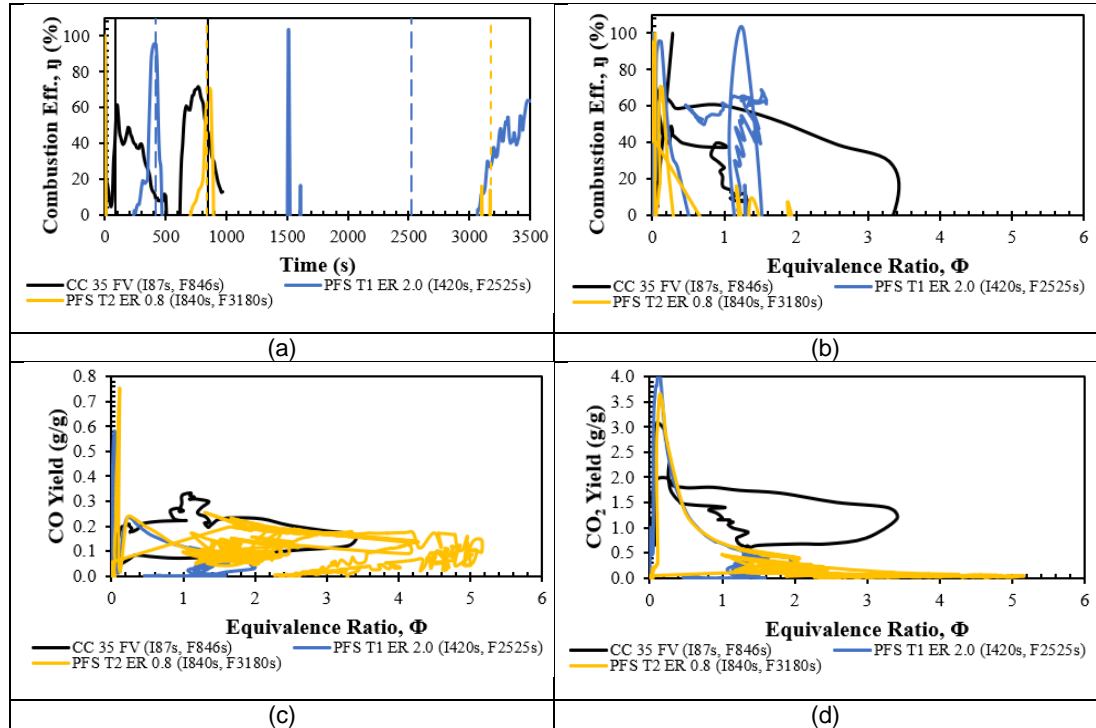 Combustion Eff., η (%)
100
80
60
40
20
0
0 500 1000 1500 2000 2500 3000 3500
Time (s)
CC 35 FV (I87s, F846s)
PFS T1 ER 2.0 (I420s, F2525s)
PFS T2 ER 0.8 (I840s, F3180s)
(a)
Combustion Eff., η (%)
100
80
60
40
20
0
0 1 2 3 4 5 6
Equivalence Ratio, Φ
CC 35 FV (I87s, F846s)
PFS T1 ER 2.0 (I420s, F2525s)
PFS T2 ER 0.8 (I840s, F3180s)
(b)
CO Yield (g/g)
0.8
0.7
0.6
0.5
0.4
0.3
0.2
0.1
0.0
0 1 2 3 4 5 6
Equivalence Ratio, Φ
CC 35 FV (I87s, F846s)
PFS T1 ER 2.0 (I420s, F2525s)
PFS T2 ER 0.8 (I840s, F3180s)
(c)
CO₂ Yield (g/g)
4.0
3.5
3.0
2.5
2.0
1.5
1.0
0.5
0.0
0 1 2 3 4 5 6
Equivalence Ratio, Φ
CC 35 FV (I87s, F846s)
PFS T1 ER 2.0 (I420s, F2525s)
PFS T2 ER 0.8 (I840s, F3180s)
(d)